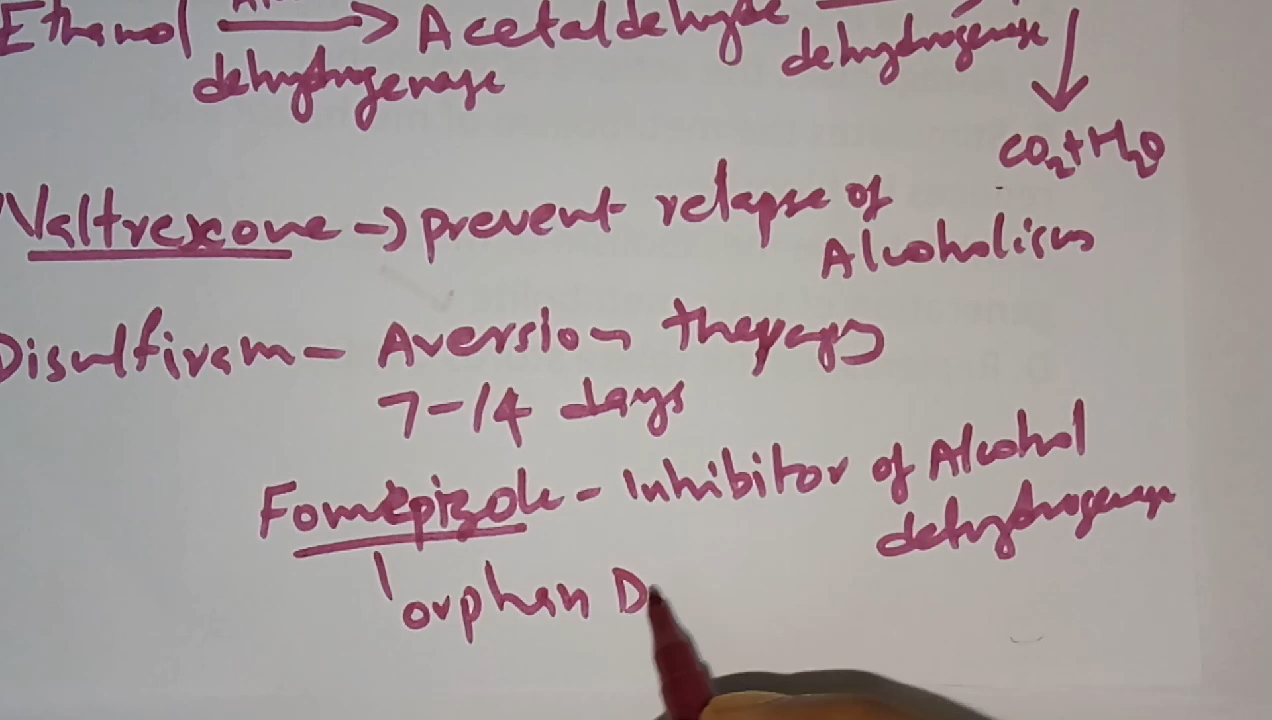 Ethanol → Acetaldehyde
dehydrogenase dehydrogenase ↓
CO2+H2O
Naltrexone → prevent relapse of
Alcoholism
Disulfiram - Aversion therapy
7-14 days
Fomepizole - Inhibitor of Alcohol
dehydrogenase
orphan D